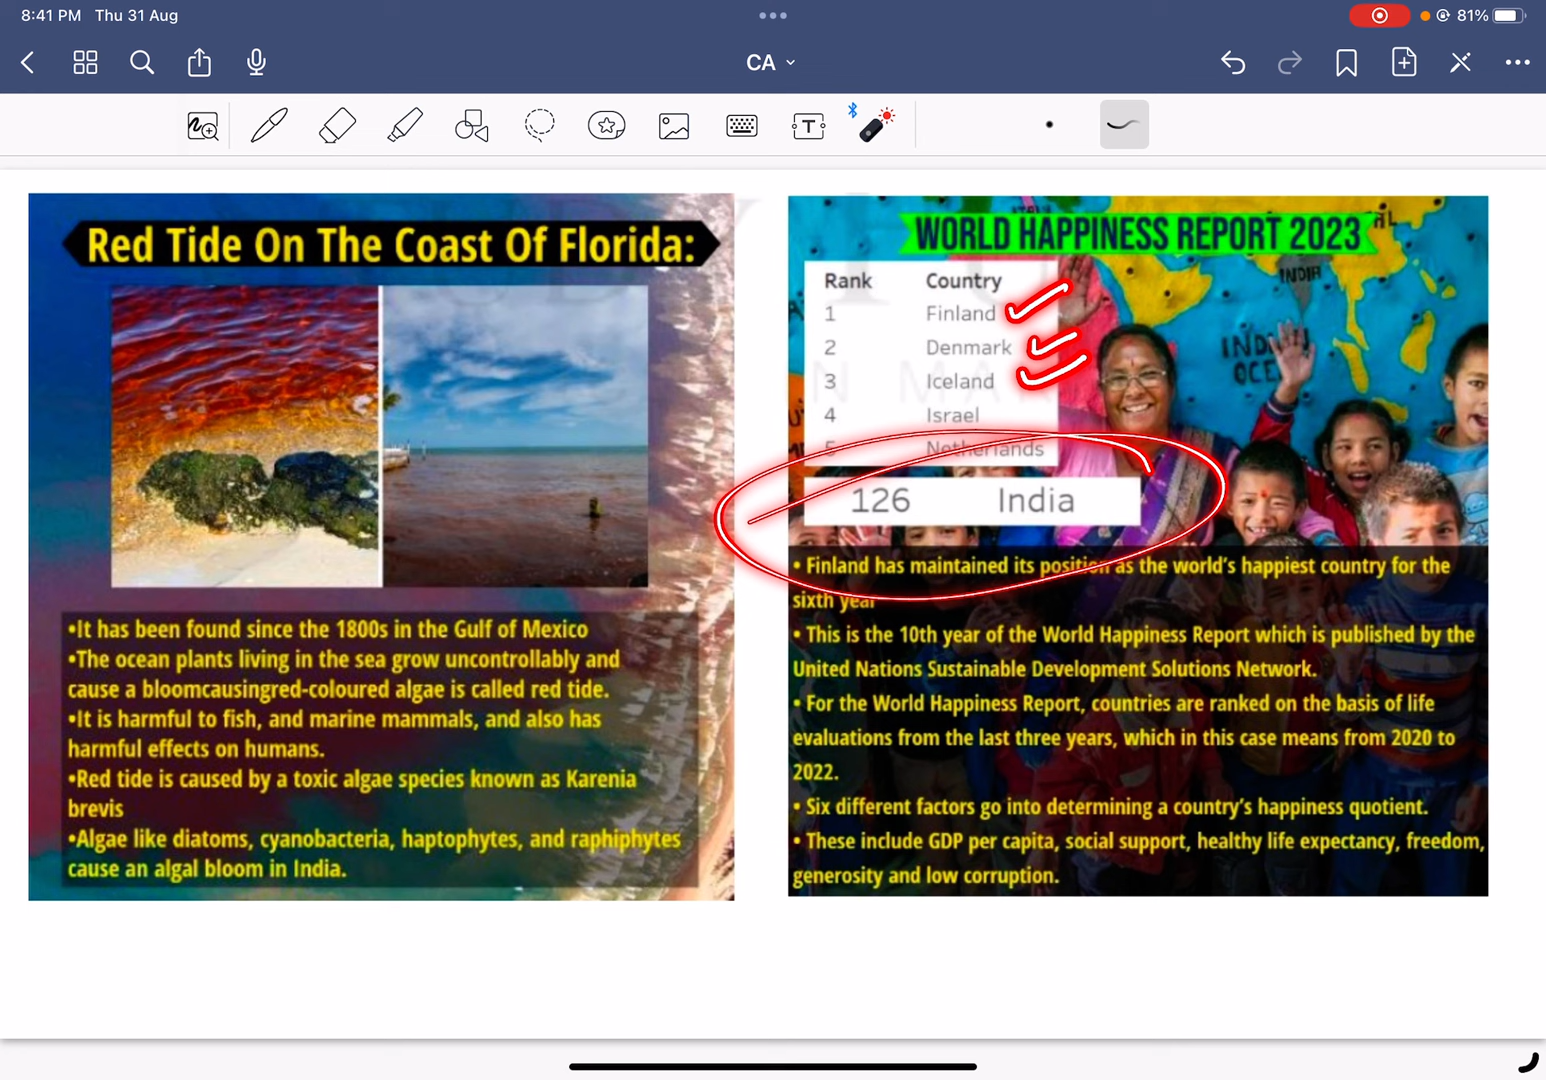 8:41 PM Thu 31 Aug
81%
CA
Red Tide On The Coast Of Florida:
•It has been found since the 1800s in the Gulf of Mexico
•The ocean plants living in the sea grow uncontrollably and
cause a bloomcausingred-coloured algae is called red tide.
•It is harmful to fish, and marine mammals, and also has
harmful effects on humans.
•Red tide is caused by a toxic algae species known as Karenia
brevis
•Algae like diatoms, cyanobacteria, haptophytes, and raphiphytes
cause an algal bloom in India.
WORLD HAPPINESS REPORT 2023
INDIA
INDIAN
OCE
Rank Country
1 Finland
2 Denmark
3 Iceland
4 Israel
5 Netherlands
126 India
• Finland has maintained its position as the world's happiest country for the
sixth year
• This is the 10th year of the World Happiness Report which is published by the
United Nations Sustainable Development Solutions Network.
• For the World Happiness Report, countries are ranked on the basis of life
evaluations from the last three years, which in this case means from 2020 to
2022.
• Six different factors go into determining a country's happiness quotient.
• These include GDP per capita, social support, healthy life expectancy, freedom,
generosity and low corruption.